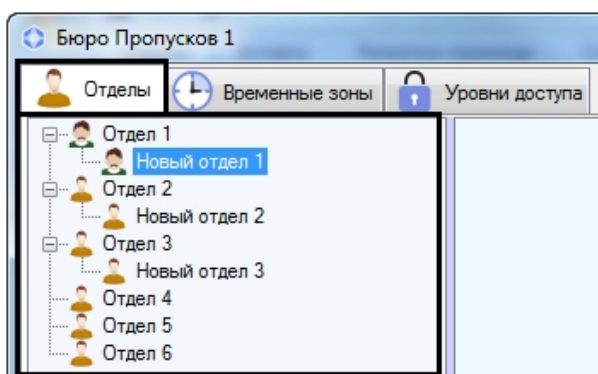 Бюро Пропусков 1
Отделы Временные зоны Уровни доступа
Отдел 1
Новый отдел 1
Отдел 2
Новый отдел 2
Отдел 3
Новый отдел 3
Отдел 4
Отдел 5
Отдел 6